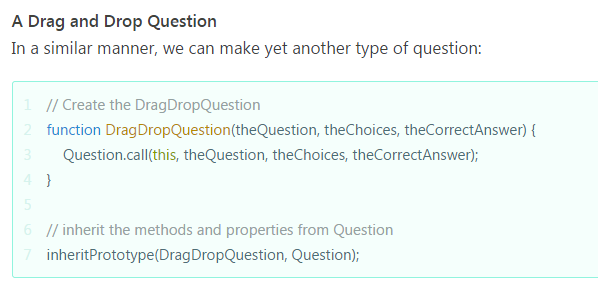 A Drag and Drop Question
In a similar manner, we can make yet another type of question:
1 // Create the DragDropQuestion
2 function DragDropQuestion(theQuestion, theChoices, theCorrectAnswer) {
3 Question.call(this, theQuestion, theChoices, theCorrectAnswer);
4 }
5
6 // inherit the methods and properties from Question
7 inheritPrototype(DragDropQuestion, Question);